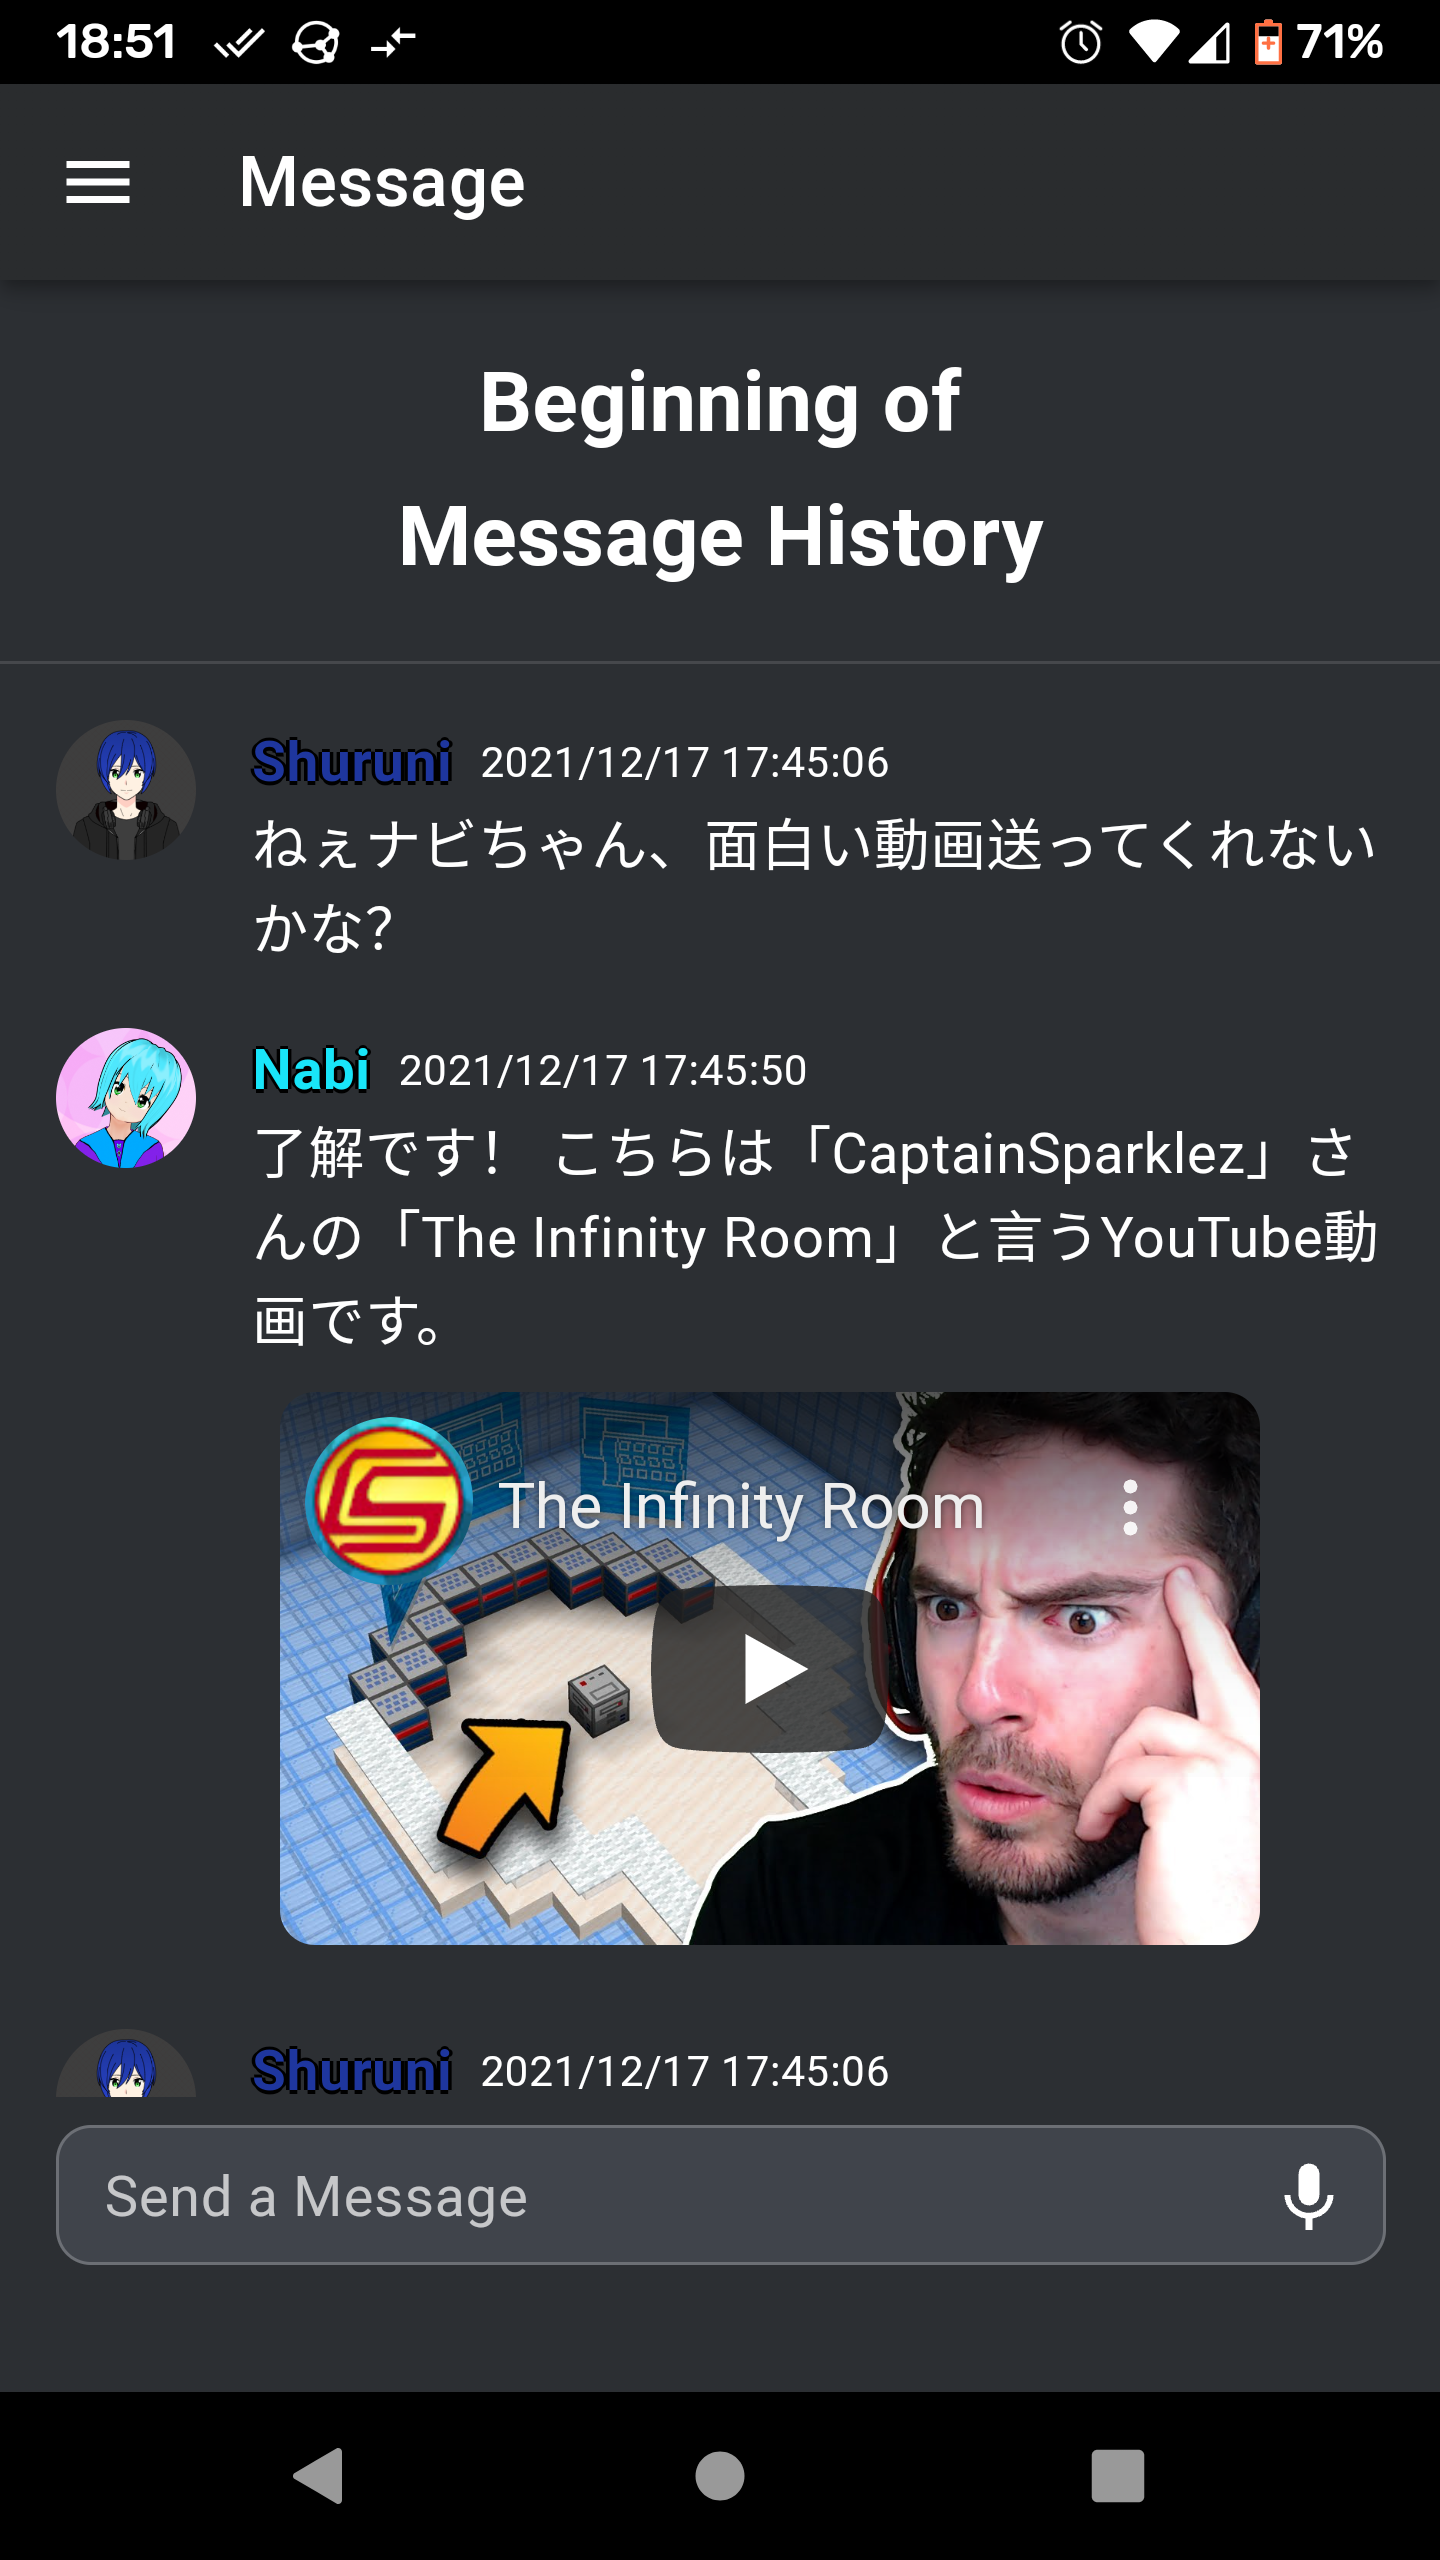 18:51
71%
Message
Beginning of
Message History
Shuruni 2021/12/17 17:45:06
ねぇナビちゃん、面白い動画送ってくれない
かな？
Nabi 2021/12/17 17:45:50
了解です！　こちらは「CaptainSparklez」さ
んの「The Infinity Room」と言うYouTube動
画です。
The Infinity Room
Shuruni 2021/12/17 17:45:06
Send a Message